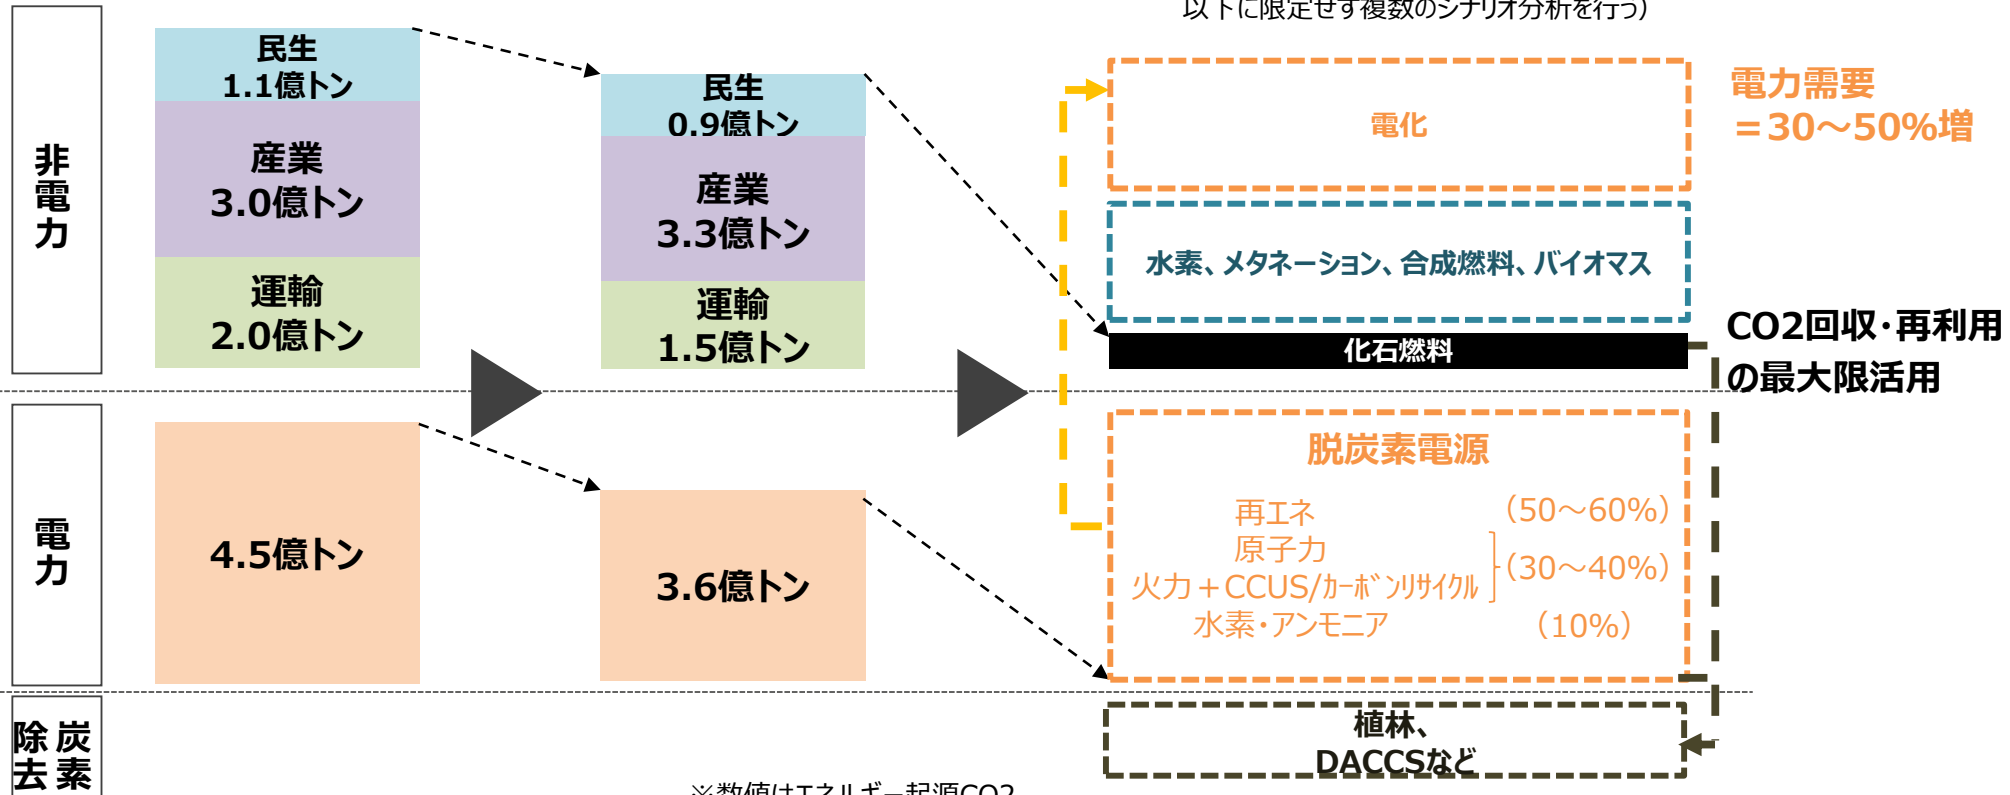 以下に限定せず複数のシナリオ分析を行う）
非電力
民生
1.1億トン
産業
3.0億トン
運輸
2.0億トン
民生
0.9億トン
産業
3.3億トン
運輸
1.5億トン
電化
電力需要
＝30～50%増
水素、メタネーション、合成燃料、バイオマス
化石燃料
CO2回収・再利用
の最大限活用
電力
4.5億トン
3.6億トン
脱炭素電源
再エネ （50～60%）
原子力
火力＋CCUS/ｶｰﾎﾞﾝﾘｻｲｸﾙ （30～40%）
水素・アンモニア （10%）
炭素
除去
植林、
DACCSなど
※数値はエネルギー起源CO2